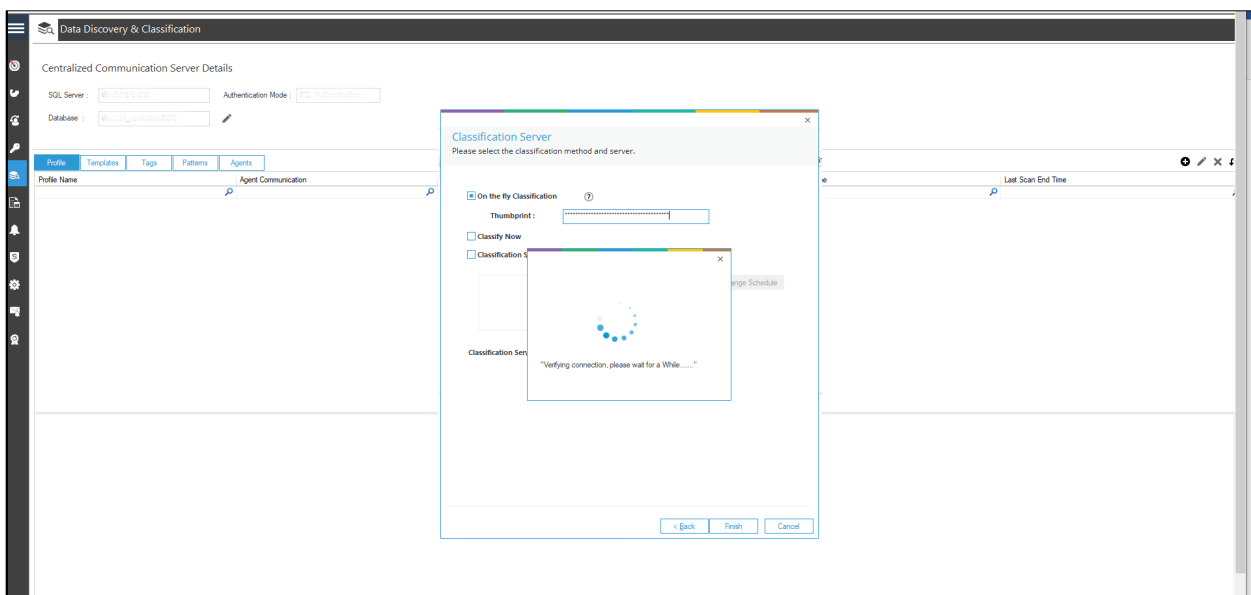 Data Discovery & Classification
Centralized Communication Server Details
SQL Server :
Authentication Mode : SQL Authentication
Database :
Classification Server
Please select the classification method and server.
Profile Templates Tags Patterns Agents
Profile Name Agent Communication Last Scan End Time
On the fly Classification ?
Thumbprint : ****************************************
Classify Now
Classification S
ange Schedule
Classification Serv
"Verifying connection, please wait for a While......"
< Back Finish Cancel